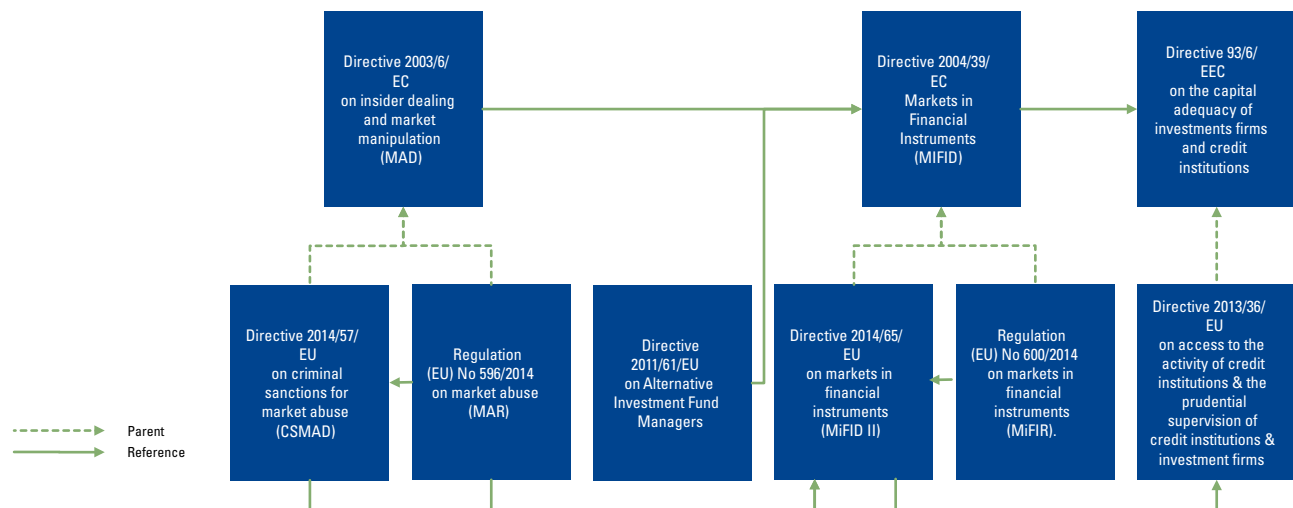 Directive 2003/6/
EC
on insider dealing
and market
manipulation
(MAD)
Directive 2004/39/
EC
Markets in
Financial
Instruments
(MIFID)
Directive 93/6/
EEC
on the capital
adequacy of
investments firms
and credit
institutions
Directive 2014/57/
EU
on criminal
sanctions for
market abuse
(CSMAD)
Regulation
(EU) No 596/2014
on market abuse
(MAR)
Directive
2011/61/EU
on Alternative
Investment Fund
Managers
Directive 2014/65/
EU
on markets in
financial
instruments
(MiFID II)
Regulation
(EU) No 600/2014
on markets in
financial
instruments
(MiFIR).
Directive 2013/36/
EU
on access to the
activity of credit
institutions & the
prudential
supervision of
credit institutions &
investment firms
Parent
Reference